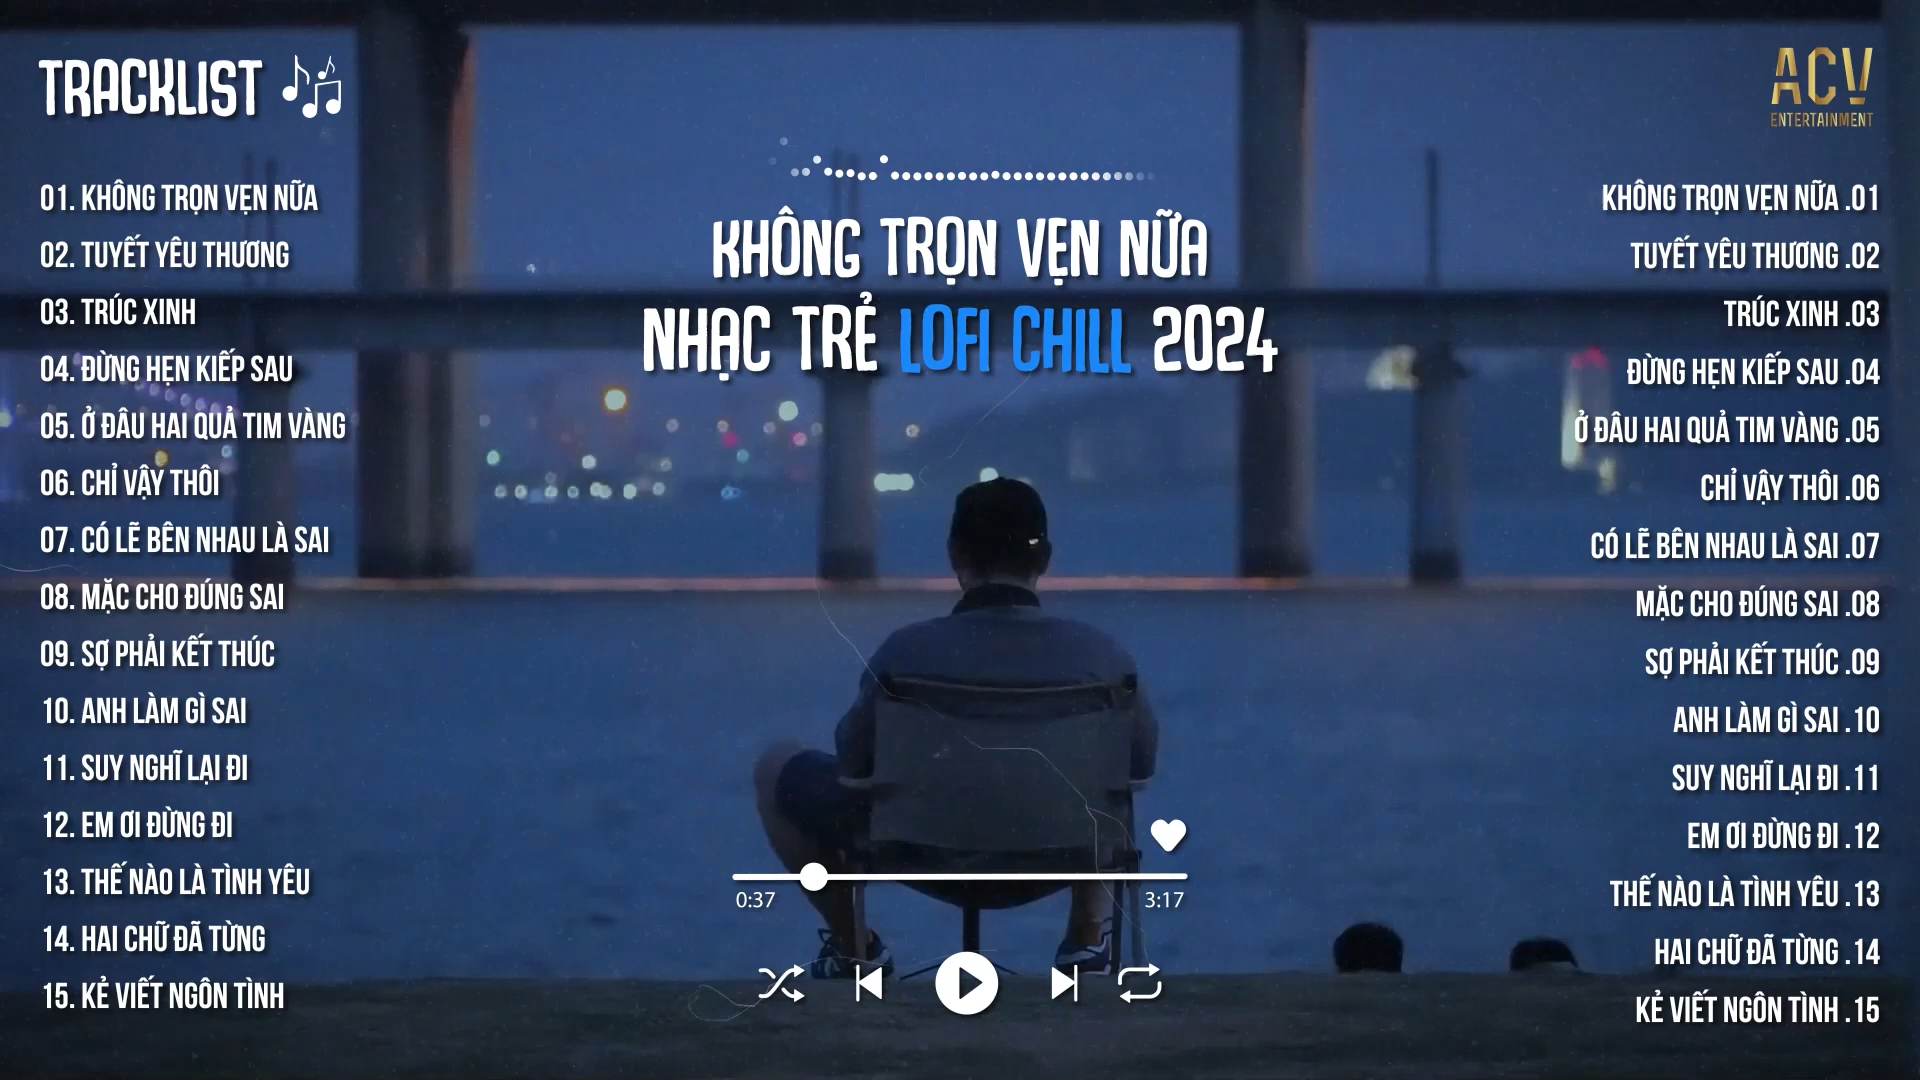 TRACKLIST
01. KHÔNG TRỌN VẸN NỮA
02. TUYẾT YÊU THƯƠNG
03. TRÚC XINH
04. ĐỪNG HẸN KIẾP SAU
05. Ở ĐÂU HAI QUẢ TIM VÀNG
06. CHỈ VẬY THÔI
07. CÓ LẼ BÊN NHAU LÀ SAI
08. MẶC CHO ĐÚNG SAI
09. SỢ PHẢI KẾT THÚC
10. ANH LÀM GÌ SAI
11. SUY NGHĨ LẠI ĐI
12. EM ƠI ĐỪNG ĐI
13. THẾ NÀO LÀ TÌNH YÊU
14. HAI CHỮ ĐÃ TỪNG
15. KẺ VIẾT NGÔN TÌNH
KHÔNG TRỌN VẸN NỮA
NHẠC TRẺ LOFI CHILL 2024
0:37
3:17
ACV
ENTERTAINMENT
KHÔNG TRỌN VẸN NỮA .01
TUYẾT YÊU THƯƠNG .02
TRÚC XINH .03
ĐỪNG HẸN KIẾP SAU .04
Ở ĐÂU HAI QUẢ TIM VÀNG .05
CHỈ VẬY THÔI .06
CÓ LẼ BÊN NHAU LÀ SAI .07
MẶC CHO ĐÚNG SAI .08
SỢ PHẢI KẾT THÚC .09
ANH LÀM GÌ SAI .10
SUY NGHĨ LẠI ĐI .11
EM ƠI ĐỪNG ĐI .12
THẾ NÀO LÀ TÌNH YÊU .13
HAI CHỮ ĐÃ TỪNG .14
KẺ VIẾT NGÔN TÌNH .15